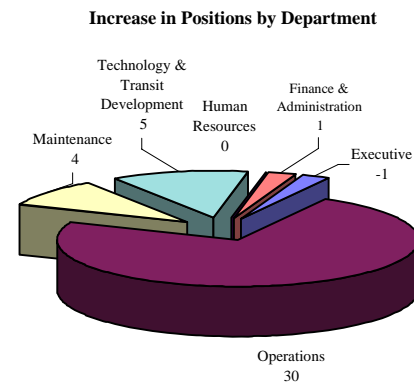 Increase in Positions by Department
Technology &
Transit
Development
5
Human
Resources
0
Finance &
Administration
1
Maintenance
4
Executive
-1
Operations
30